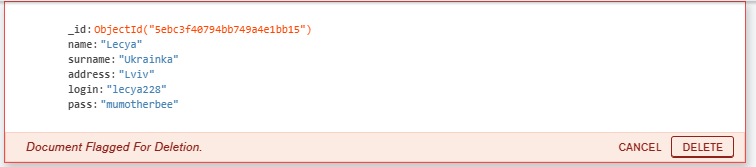 _id: ObjectId("5ebc3f40794bb749a4e1bb15")
name: "Lecya"
surname: "Ukrainka"
address: "Lviv"
login: "lecya228"
pass: "mumotherbee"
Document Flagged For Deletion. CANCEL DELETE